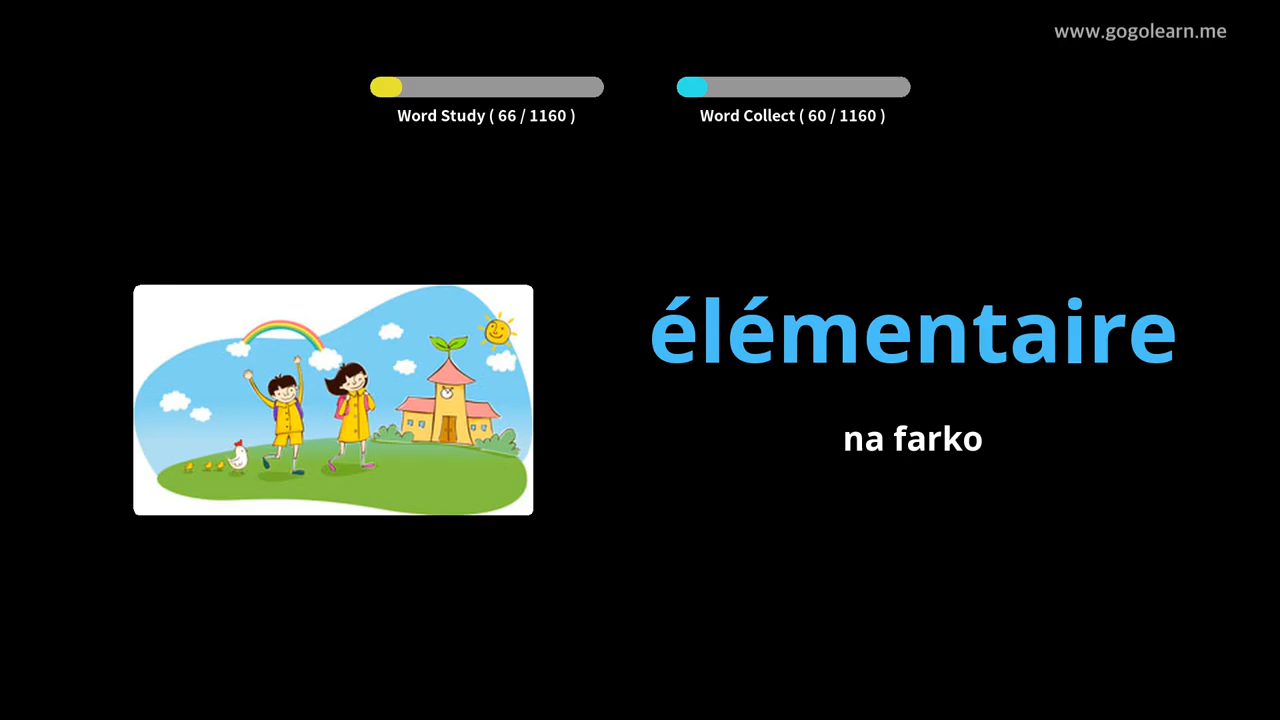 www.gogolearn.me
Word Study ( 66 / 1160 )
Word Collect ( 60 / 1160 )
élémentaire
na farko